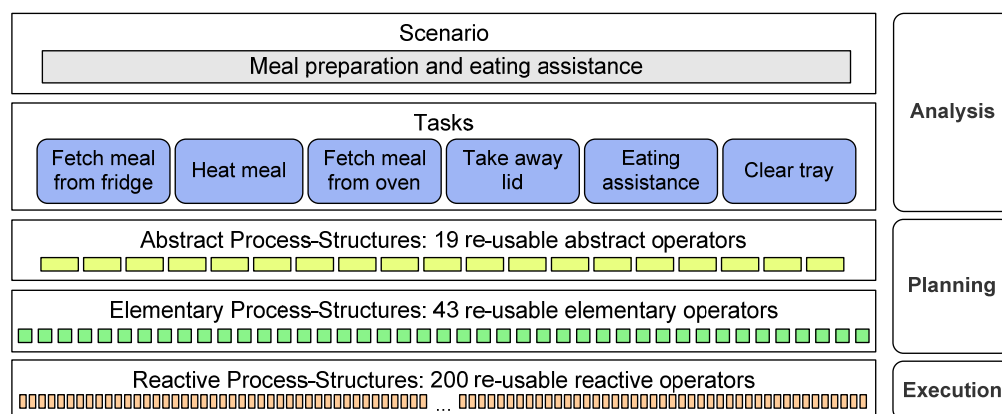 Scenario
Meal preparation and eating assistance
Analysis
Tasks
Fetch meal
from fridge
Heat meal
Fetch meal
from oven
Take away
lid
Eating
assistance
Clear tray
Abstract Process-Structures: 19 re-usable abstract operators
Planning
Elementary Process-Structures: 43 re-usable elementary operators
Reactive Process-Structures: 200 re-usable reactive operators
...
Execution